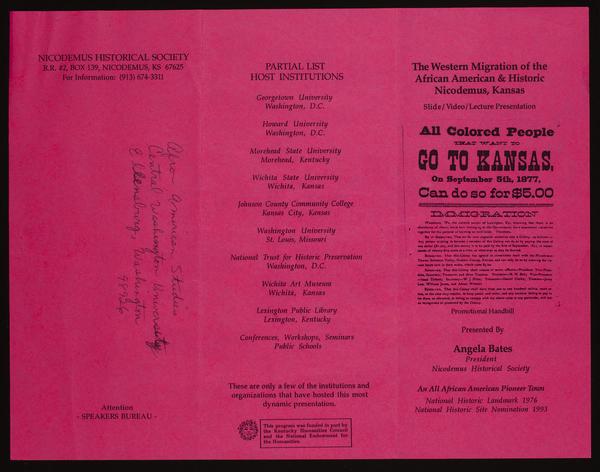 NICODEMUS HISTORICAL SOCIETY
R.R. #2, BOX 139, NICODEMUS, KS 67625
For Information: (913) 674-3311
Afro-American Studies
Central Washington University
Ellensburg, Washington
98926
Attention
- SPEAKERS BUREAU -
PARTIAL LIST
HOST INSTITUTIONS
Georgetown University
Washington, D.C.
Howard University
Washington, D.C.
Morehead State University
Morehead, Kentucky
Wichita State University
Wichita, Kansas
Johnson County Community College
Kansas City, Kansas
Washington University
St. Louis, Missouri
National Trust for Historic Preservation
Washington, D.C.
Wichita Art Museum
Wichita, Kansas
Lexington Public Library
Lexington, Kentucky
Conferences, Workshops, Seminars
Public Schools
These are only a few of the institutions and
organizations that have hosted this most
dynamic presentation.
This program was funded in part by
the Kentucky Humanities Council
and the National Endowment for
the Humanities.
The Western Migration of the
African American & Historic
Nicodemus, Kansas
Slide/Video/Lecture Presentation
All Colored People
THAT WANT TO
GO TO KANSAS,
On September 5th, 1877,
Can do so for $5.00
IMMIGRATION
Promotional Handbill
Presented By
Angela Bates
President
Nicodemus Historical Society
An All African American Pioneer Town
National Historic Landmark 1976
National Historic Site Nomination 1993